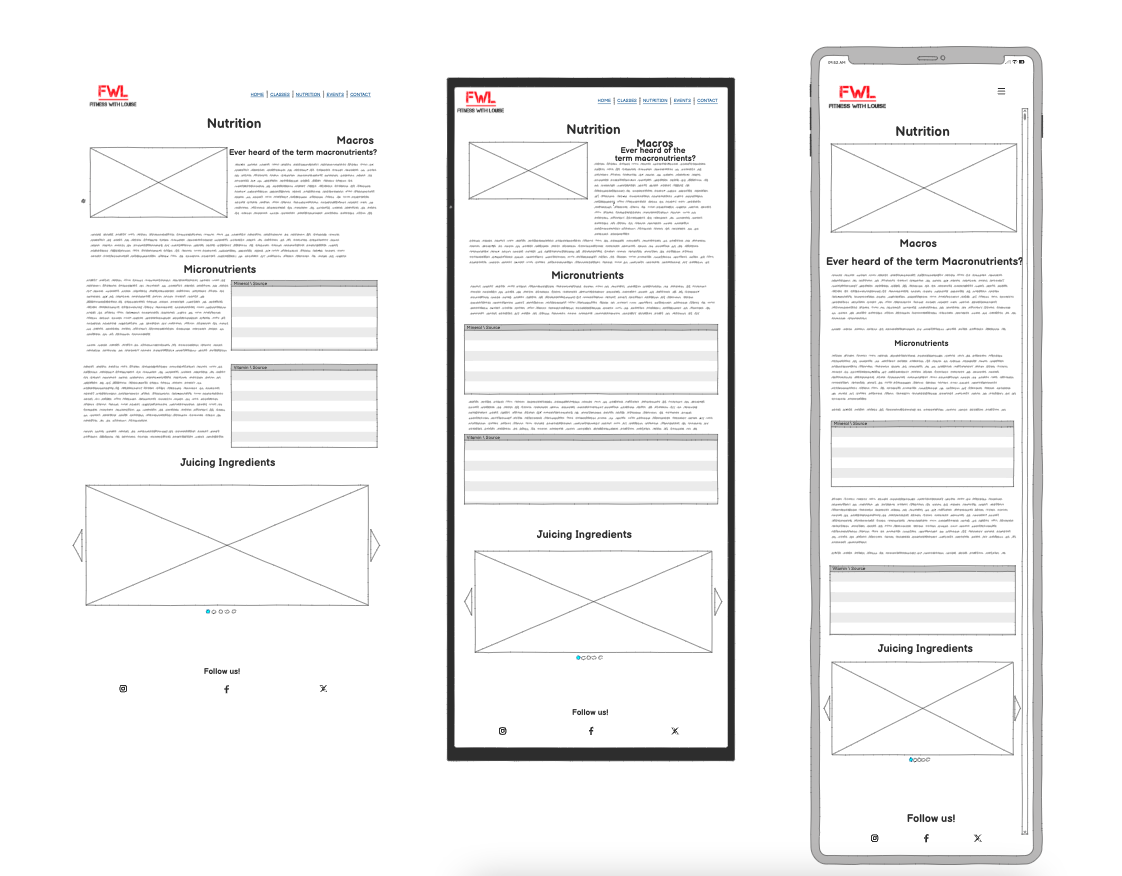 FWL
FITNESS WITH LOUISE
HOME | CLASSES | NUTRITION | EVENTS | CONTACT
Nutrition
Macros
Ever heard of the term macronutrients?
Micronutrients
Mineral \ Source
Vitamin \ Source
Juicing Ingredients
Follow us!
FWL
FITNESS WITH LOUISE
HOME | CLASSES | NUTRITION | EVENTS | CONTACT
Nutrition
Macros
Ever heard of the
term macronutrients?
Micronutrients
Mineral \ Source
Vitamin \ Source
Juicing Ingredients
Follow us!
09:52 AM
FWL
FITNESS WITH LOUISE
Nutrition
Macros
Ever heard of the term Macronutrients?
Micronutrients
Mineral \ Source
Vitamin \ Source
Juicing Ingredients
Follow us!